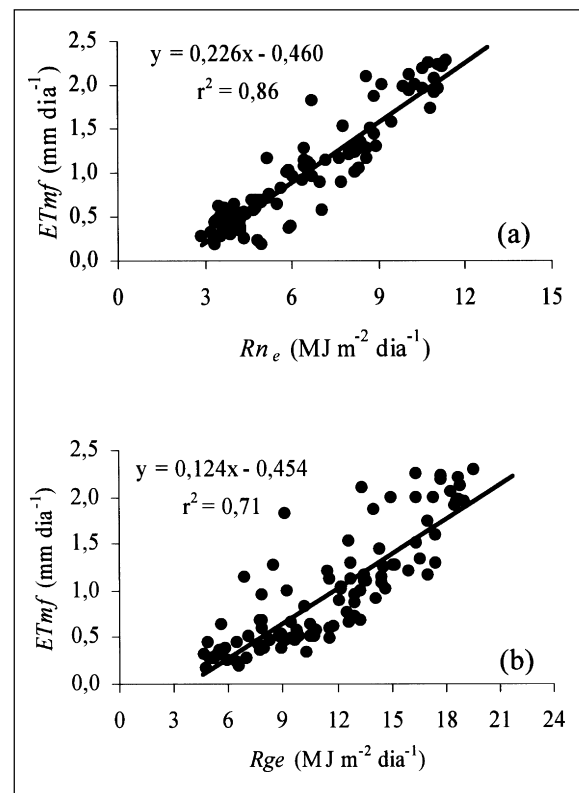 y = 0,226x - 0,460
r² = 0,86
ETmf (mm dia⁻¹)
2,5
2,0
1,5
1,0
0,5
0,0
(a)
0 3 6 9 12 15
Rn e (MJ m⁻² dia⁻¹)
y = 0,124x - 0,454
r² = 0,71
ETmf (mm dia⁻¹)
2,5
2,0
1,5
1,0
0,5
0,0
(b)
0 3 6 9 12 15 18 21 24
Rge (MJ m⁻² dia⁻¹)